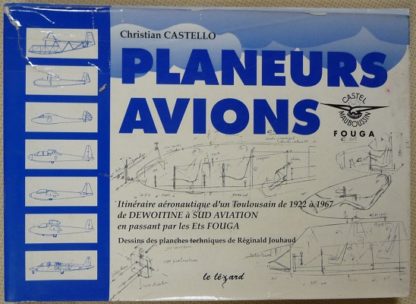 Christian CASTELLO
PLANEURS
AVIONS
CASTEL
MAUBOUSSIN
FOUGA
Itinéraire aéronautique d'un Toulousain de 1922 à 1967
de DEWOITINE à SUD AVIATION
en passant par les Ets FOUGA
Dessins des planches techniques de Réginald Jouhaud
le lézard